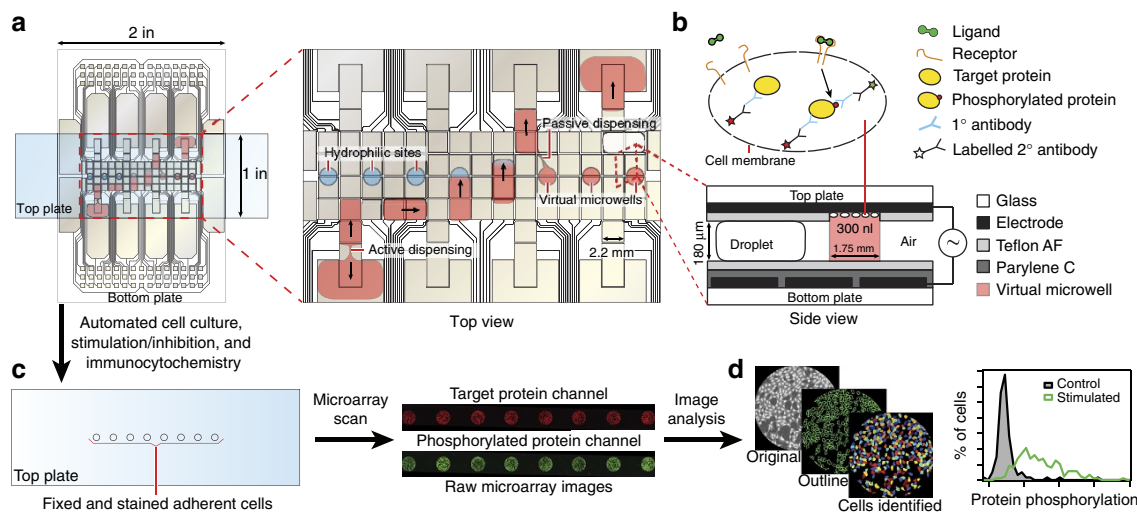 a
2 in
1 in
Top plate
Bottom plate
Hydrophilic sites
Passive dispensing
Virtual microwells
Active dispensing
2.2 mm
Top view
b
Cell membrane
Ligand
Receptor
Target protein
Phosphorylated protein
1° antibody
Labelled 2° antibody
Top plate
300 nl
Droplet
1.75 mm
Air
180 µm
Bottom plate
Side view
~
Glass
Electrode
Teflon AF
Parylene C
Virtual microwell
Automated cell culture,
stimulation/inhibition, and
immunocytochemistry
c
Top plate
Fixed and stained adherent cells
Microarray
scan
Target protein channel
Phosphorylated protein channel
Raw microarray images
Image
analysis
d
Original
Outline
Cells identified
% of cells
Control
Stimulated
Protein phosphorylation